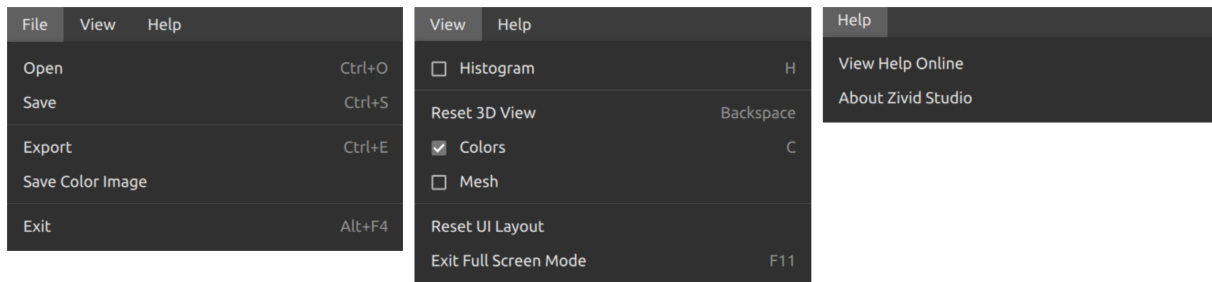 File View Help
Open Ctrl+O
Save Ctrl+S
Export Ctrl+E
Save Color Image
Exit Alt+F4
View Help
Histogram H
Reset 3D View Backspace
Colors C
Mesh
Reset UI Layout
Exit Full Screen Mode F11
Help
View Help Online
About Zivid Studio